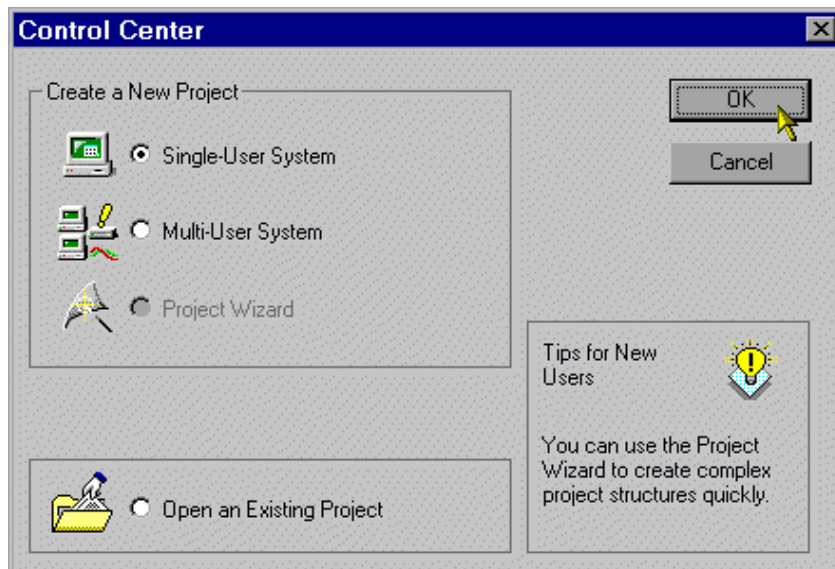 Control Center
Create a New Project
Single-User System
Multi-User System
Project Wizard
Open an Existing Project
OK
Cancel
Tips for New
Users
You can use the Project
Wizard to create complex
project structures quickly.